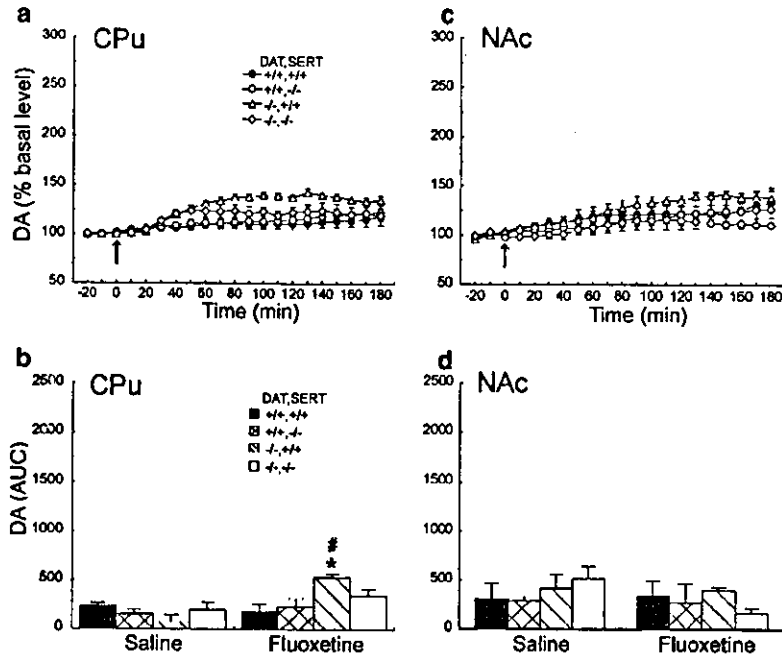 a
CPu
300
250
200
150
100
50
DA (% basal level)
DAT,SERT
+/+,+/+
+/+,-/-
-/-,+/+
-/-,-/-
-20 0 20 40 60 80 100 120 140 160 180
Time (min)
c
NAc
300
250
200
150
100
50
-20 0 20 40 60 80 100 120 140 160 180
Time (min)
b
CPu
2500
2000
1500
1000
500
0
DA (AUC)
DAT,SERT
+/+,+/+
+/+,-/-
-/-,+/+
-/-,-/-
#
*
Saline Fluoxetine
d
NAc
2500
2000
1500
1000
500
0
Saline Fluoxetine